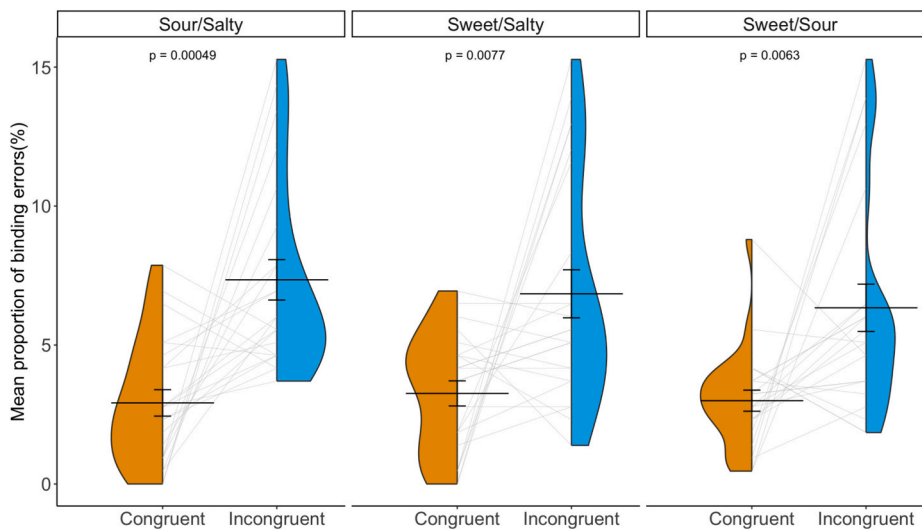 Sour/Salty
Sweet/Salty
Sweet/Sour
p = 0.00049
p = 0.0077
p = 0.0063
Mean proportion of binding errors(%)
15
10
5
0
Congruent
Incongruent
Congruent
Incongruent
Congruent
Incongruent